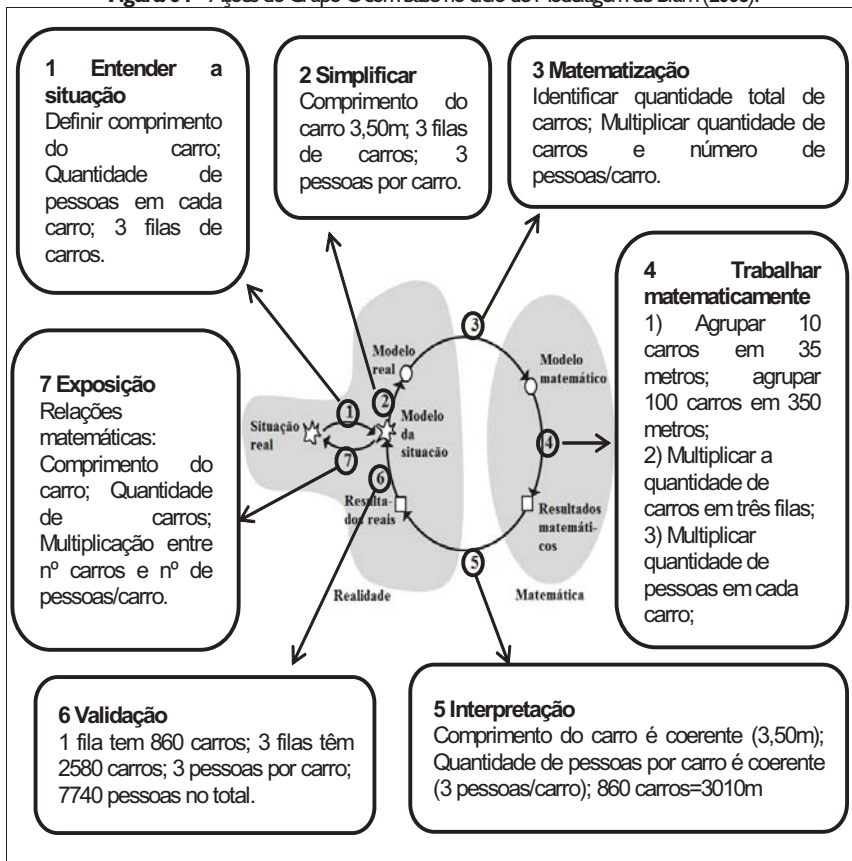 1 Entender a
situação
Definir comprimento
do carro;
Quantidade de
pessoas em cada
carro; 3 filas de
carros.
2 Simplificar
Comprimento do
carro 3,50m; 3 filas
de carros; 3
pessoas por carro.
3 Matematização
Identificar quantidade total de
carros; Multiplicar quantidade de
carros e número de
pessoas/carro.
4 Trabalhar
matematicamente
1) Agrupar 10
carros em 35
metros; agrupar
100 carros em 350
metros;
2) Multiplicar a
quantidade de
carros em três filas;
3) Multiplicar
quantidade de
pessoas em cada
carro;
7 Exposição
Relações
matemáticas:
Comprimento do
carro; Quantidade
de carros;
Multiplicação entre
nº carros e nº de
pessoas/carro.
3
Modelo
real
Modelo
matemático
1
2
Situação
real
Modelo
da
situação
4
7
6
Resulta-
dos reais
Resultados
matemáti-
cos
5
Realidade
Matemática
6 Validação
1 fila tem 860 carros; 3 filas têm
2580 carros; 3 pessoas por carro;
7740 pessoas no total.
5 Interpretação
Comprimento do carro é coerente (3,50m);
Quantidade de pessoas por carro é coerente
(3 pessoas/carro); 860 carros=3010m